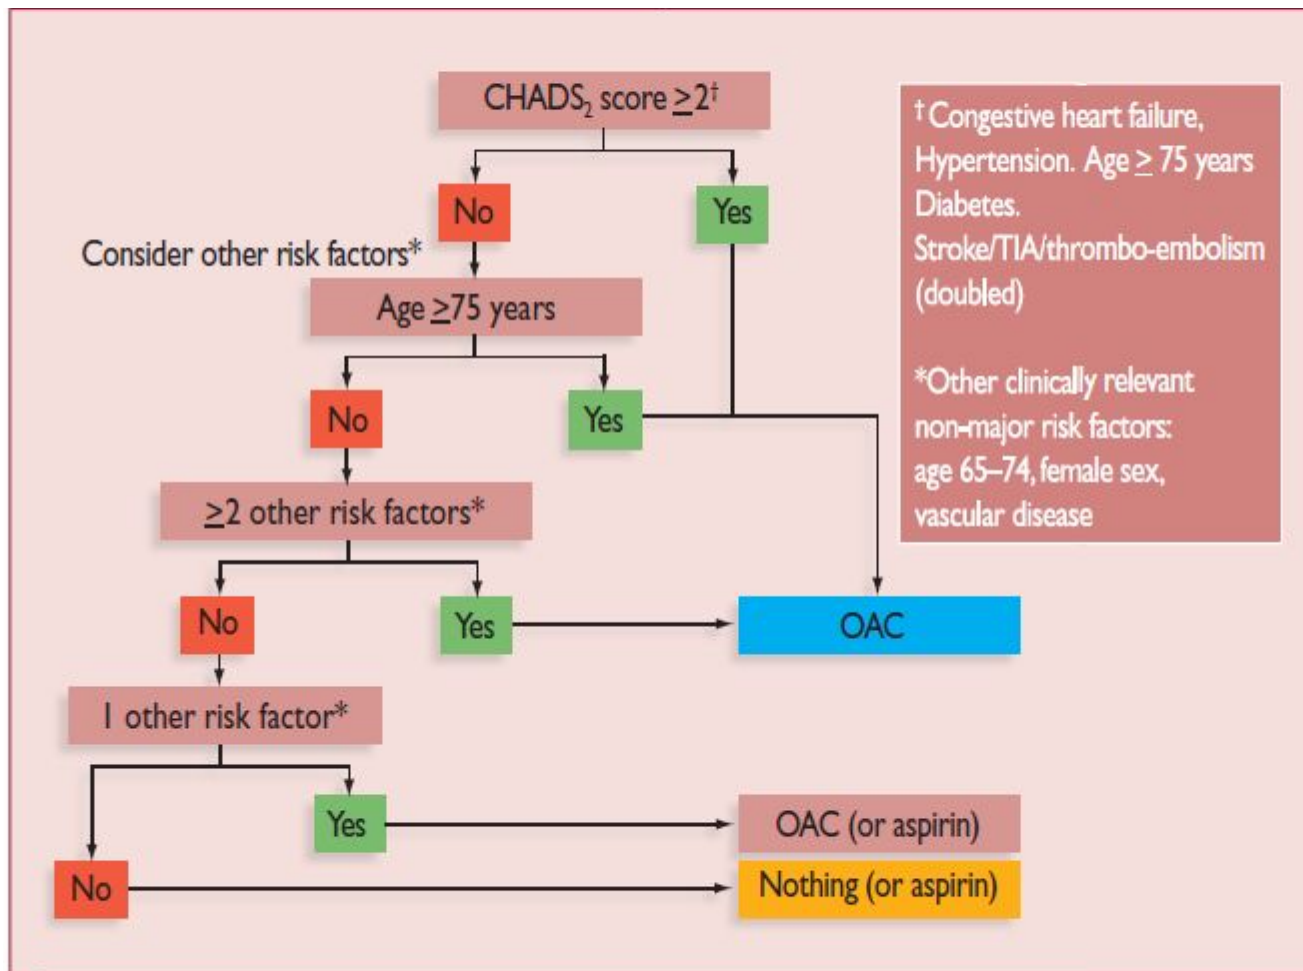 CHADS₂ score ≥2†
No
Yes
Consider other risk factors*
Age ≥75 years
No
Yes
≥2 other risk factors*
No
Yes
OAC
1 other risk factor*
Yes
OAC (or aspirin)
No
Nothing (or aspirin)
† Congestive heart failure,
Hypertension. Age ≥ 75 years
Diabetes.
Stroke/TIA/thrombo-embolism
(doubled)
*Other clinically relevant
non-major risk factors:
age 65–74, female sex,
vascular disease